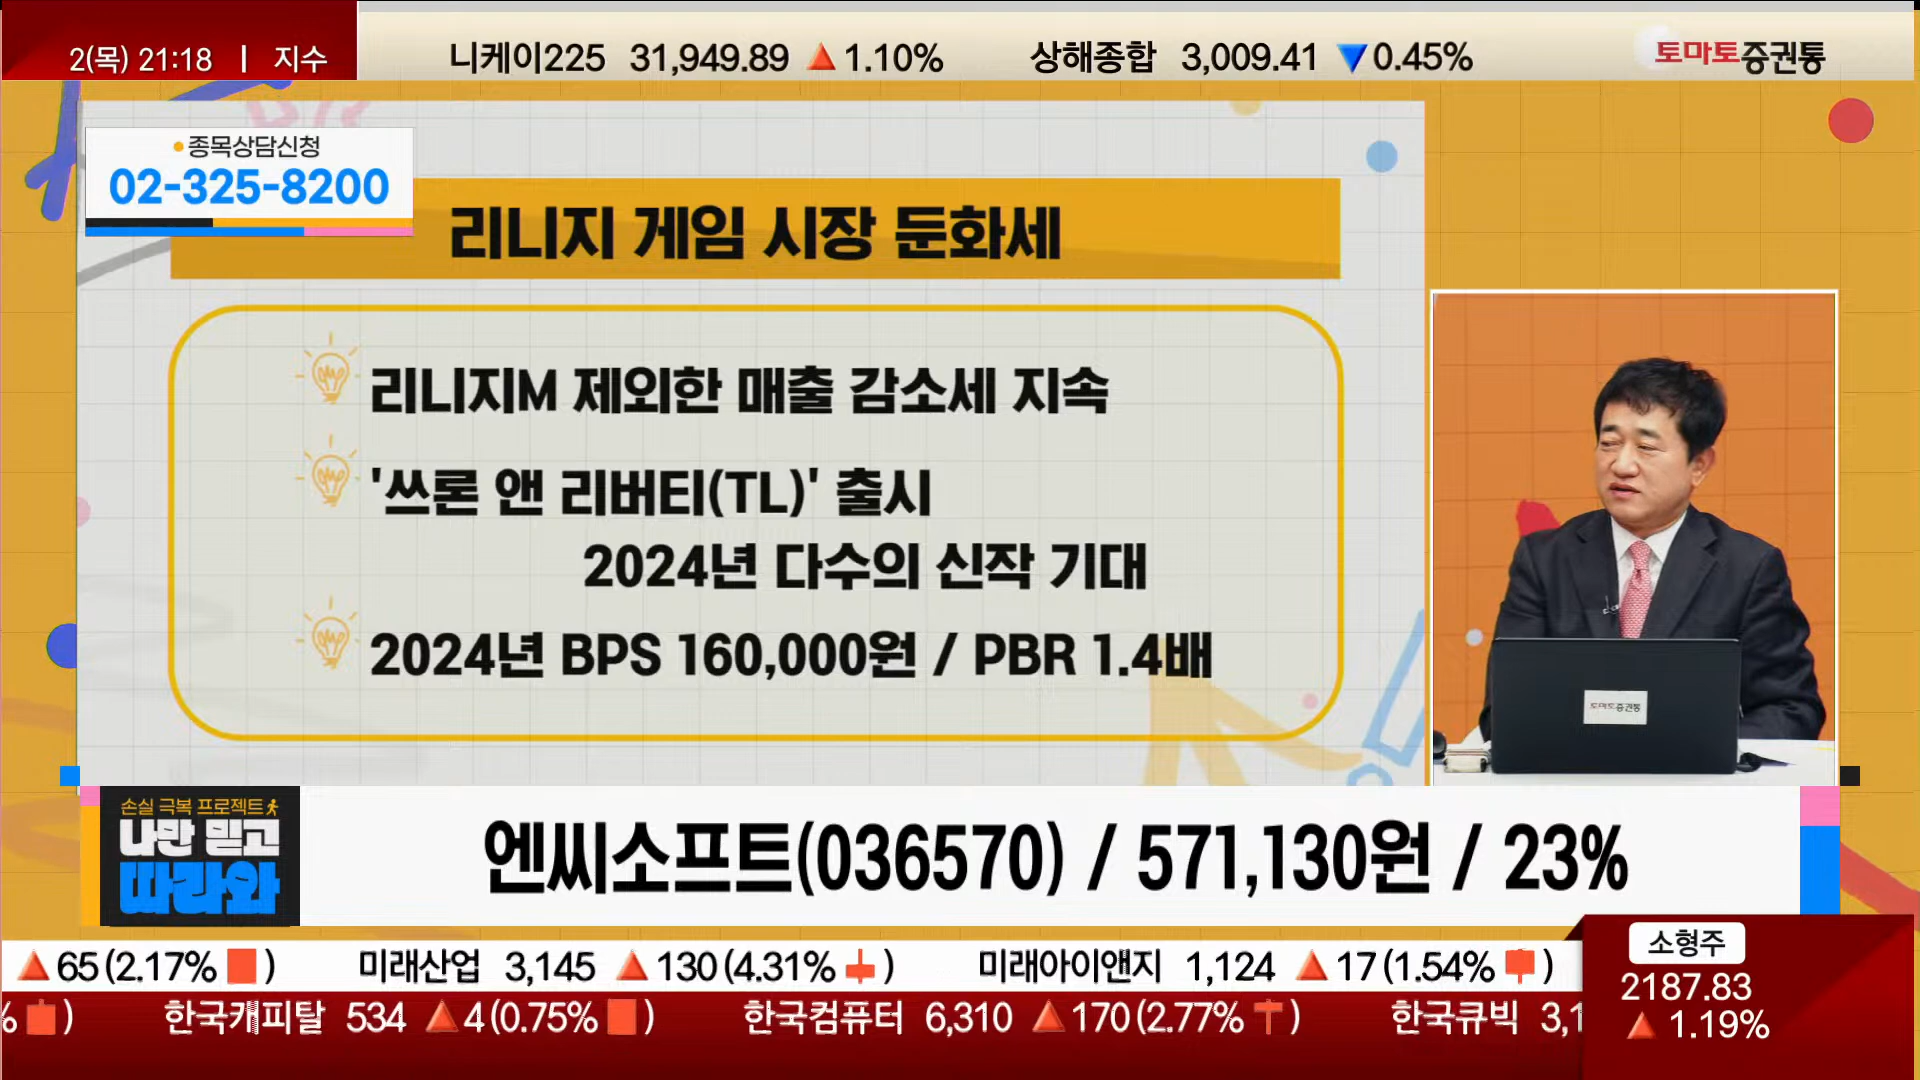 2(목) 21:18 | 지수
니케이225 31,949.89 ▲ 1.10% 상해종합 3,009.41 ▼ 0.45%
토마토증권통
종목상담신청
02-325-8200
리니지 게임 시장 둔화세
리니지M 제외한 매출 감소세 지속
'쓰론 앤 리버티(TL)' 출시
2024년 다수의 신작 기대
2024년 BPS 160,000원 / PBR 1.4배
토마토증권통
손실 극복 프로젝트
나만 믿고
따라와
엔씨소프트(036570) / 571,130원 / 23%
▲ 65 (2.17% ) 미래산업 3,145 ▲ 130 (4.31% ) 미래아이앤지 1,124 ▲ 17 (1.54% )
% ) 한국캐피탈 534 ▲ 4 (0.75% ) 한국컴퓨터 6,310 ▲ 170 (2.77% ) 한국큐빅 3,1
소형주
2187.83
▲ 1.19%